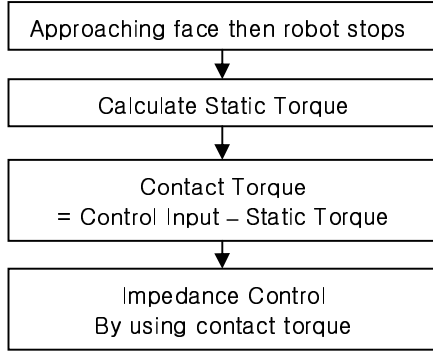 Approaching face then robot stops
Calculate Static Torque
Contact Torque
= Control Input – Static Torque
Impedance Control
By using contact torque